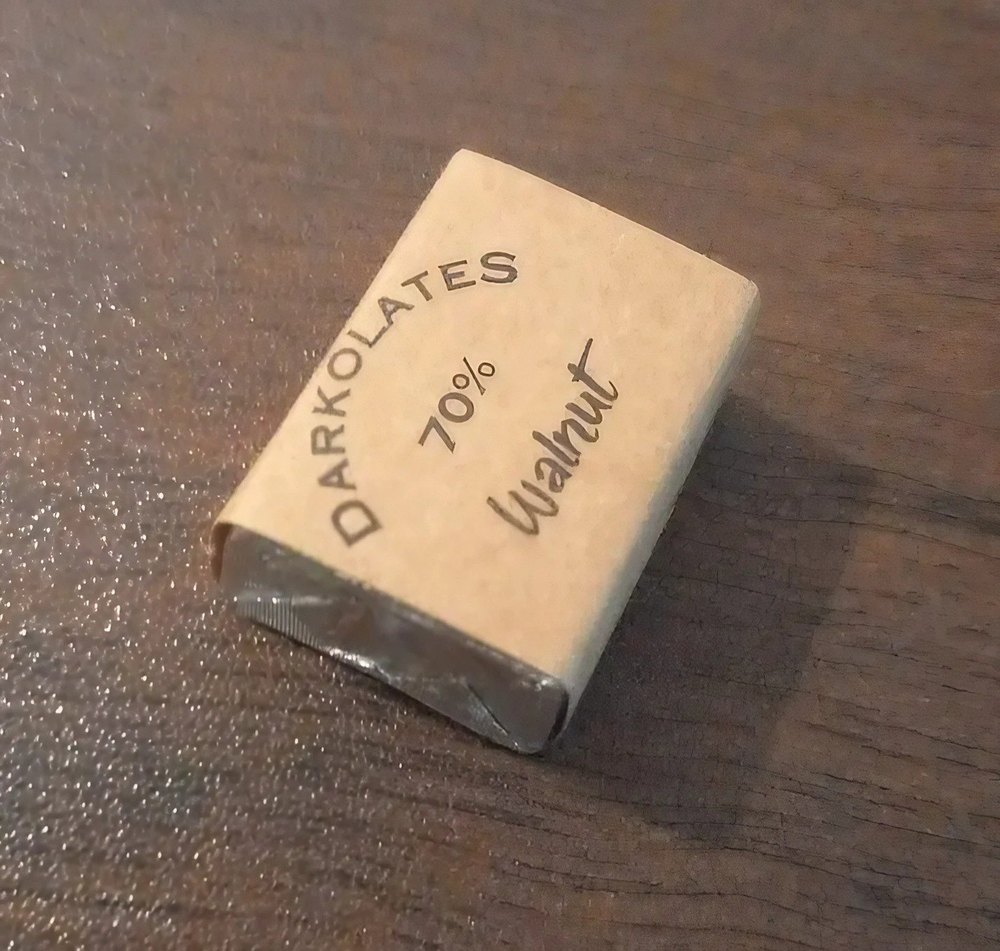 DARKOLATES
70%
Walnut